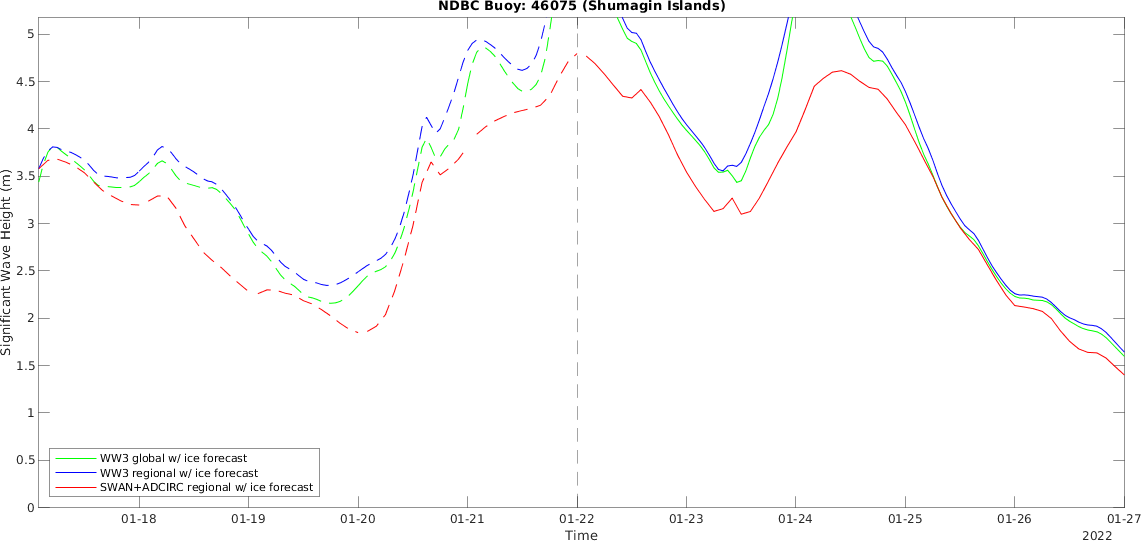 NDBC Buoy: 46075 (Shumagin Islands)
5
4.5
4
3.5
3
2.5
2
1.5
1
0.5
0
Significant Wave Height (m)
WW3 global w/ ice forecast
WW3 regional w/ ice forecast
SWAN+ADCIRC regional w/ ice forecast
01-18 01-19 01-20 01-21 01-22 01-23 01-24 01-25 01-26 01-27
Time
2022